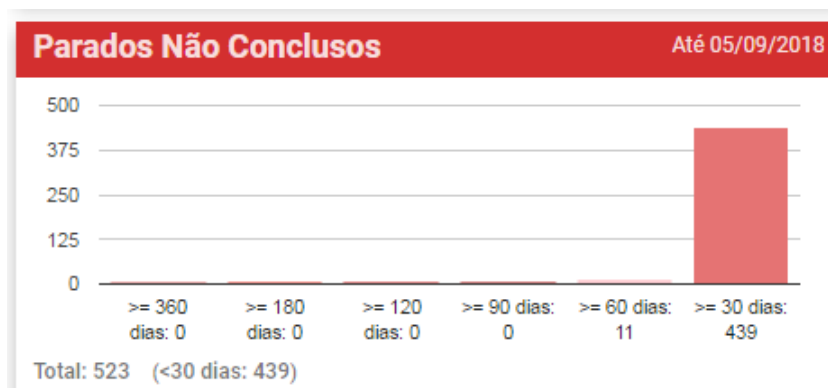 Parados Não Conclusos
Até 05/09/2018
500
375
250
125
0
>= 360 dias: 0
>= 180 dias: 0
>= 120 dias: 0
>= 90 dias: 0
>= 60 dias: 11
>= 30 dias: 439
Total: 523 (<30 dias: 439)